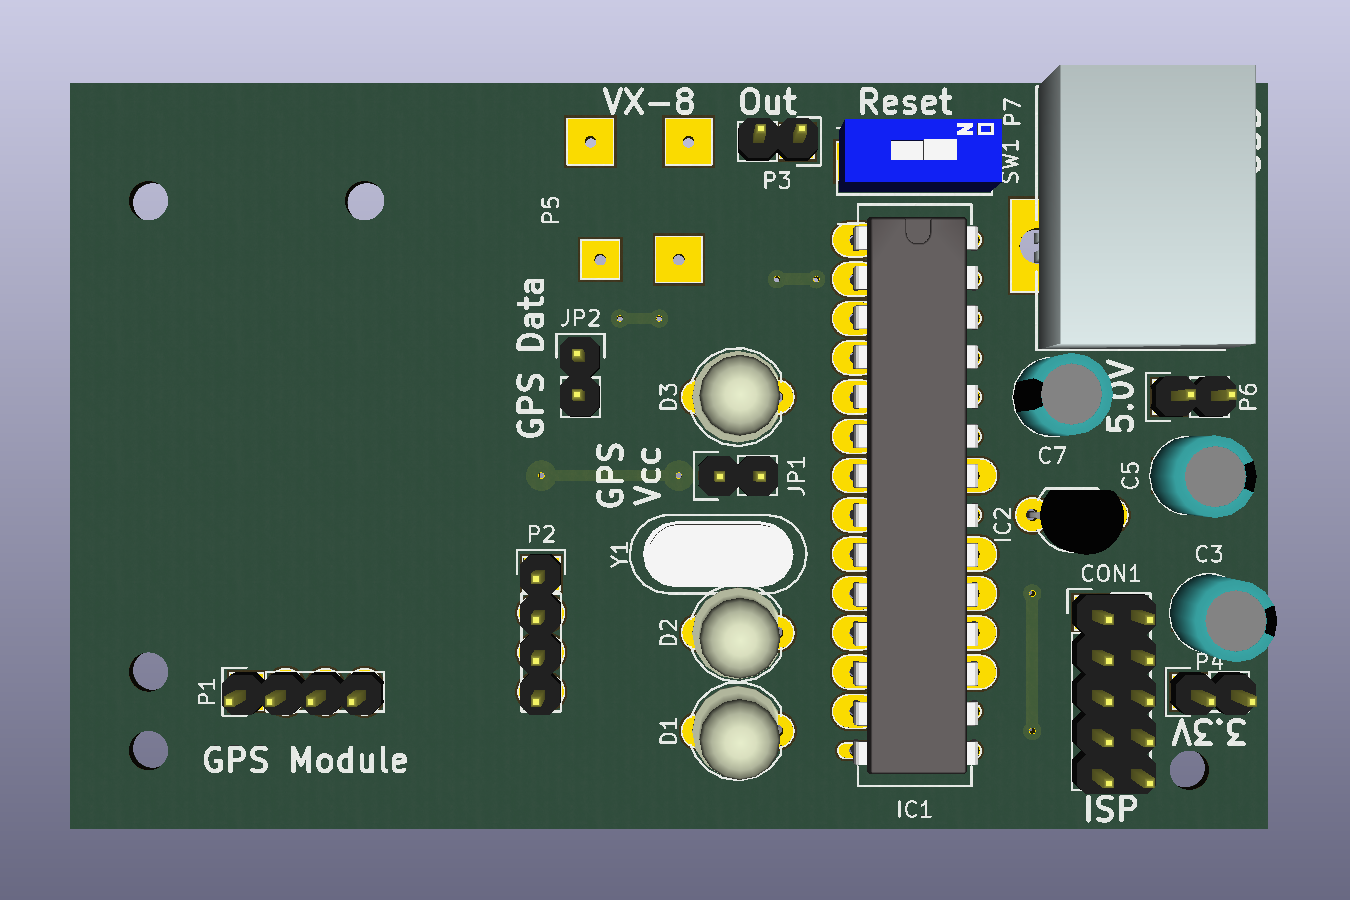 VX-8
Out
Reset
P7
SW1
NO
P3
P5
GPS Data
JP2
D3
5.0V
P6
C7
GPS
Vcc
JP1
C5
IC2
P2
Y1
C3
CON1
D2
P4
P1
D1
3.3V
GPS Module
IC1
ISP